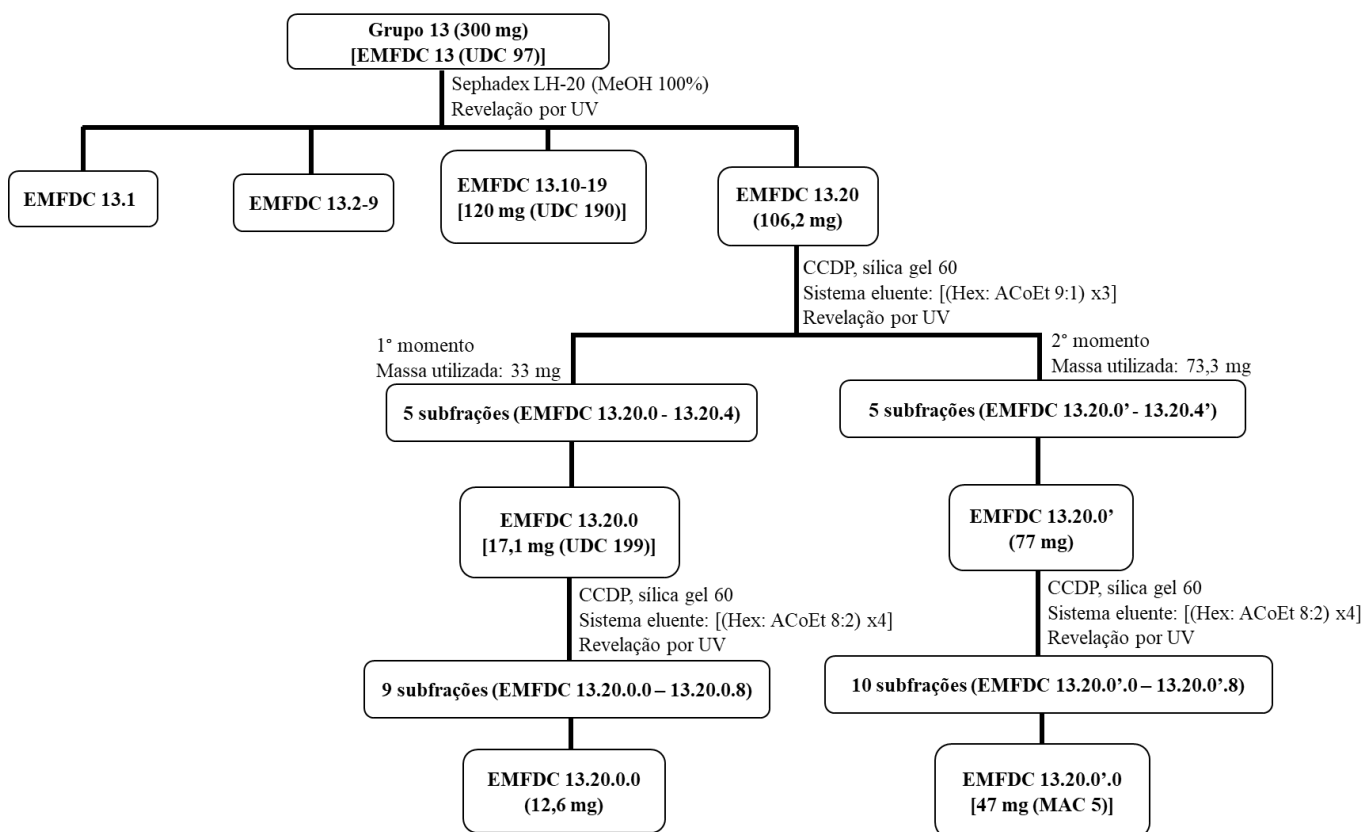 Grupo 13 (300 mg)
[EMFDC 13 (UDC 97)]
Sephadex LH-20 (MeOH 100%)
Revelação por UV
EMFDC 13.1
EMFDC 13.2-9
EMFDC 13.10-19
[120 mg (UDC 190)]
EMFDC 13.20
(106,2 mg)
CCDP, sílica gel 60
Sistema eluente: [(Hex: ACoEt 9:1) x3]
Revelação por UV
1° momento
Massa utilizada: 33 mg
2° momento
Massa utilizada: 73,3 mg
5 subfrações (EMFDC 13.20.0 - 13.20.4)
5 subfrações (EMFDC 13.20.0’ - 13.20.4’)
EMFDC 13.20.0
[17,1 mg (UDC 199)]
EMFDC 13.20.0’
(77 mg)
CCDP, sílica gel 60
Sistema eluente: [(Hex: ACoEt 8:2) x4]
Revelação por UV
CCDP, sílica gel 60
Sistema eluente: [(Hex: ACoEt 8:2) x4]
Revelação por UV
9 subfrações (EMFDC 13.20.0.0 – 13.20.0.8)
10 subfrações (EMFDC 13.20.0’.0 – 13.20.0’.8)
EMFDC 13.20.0.0
(12,6 mg)
EMFDC 13.20.0’.0
[47 mg (MAC 5)]